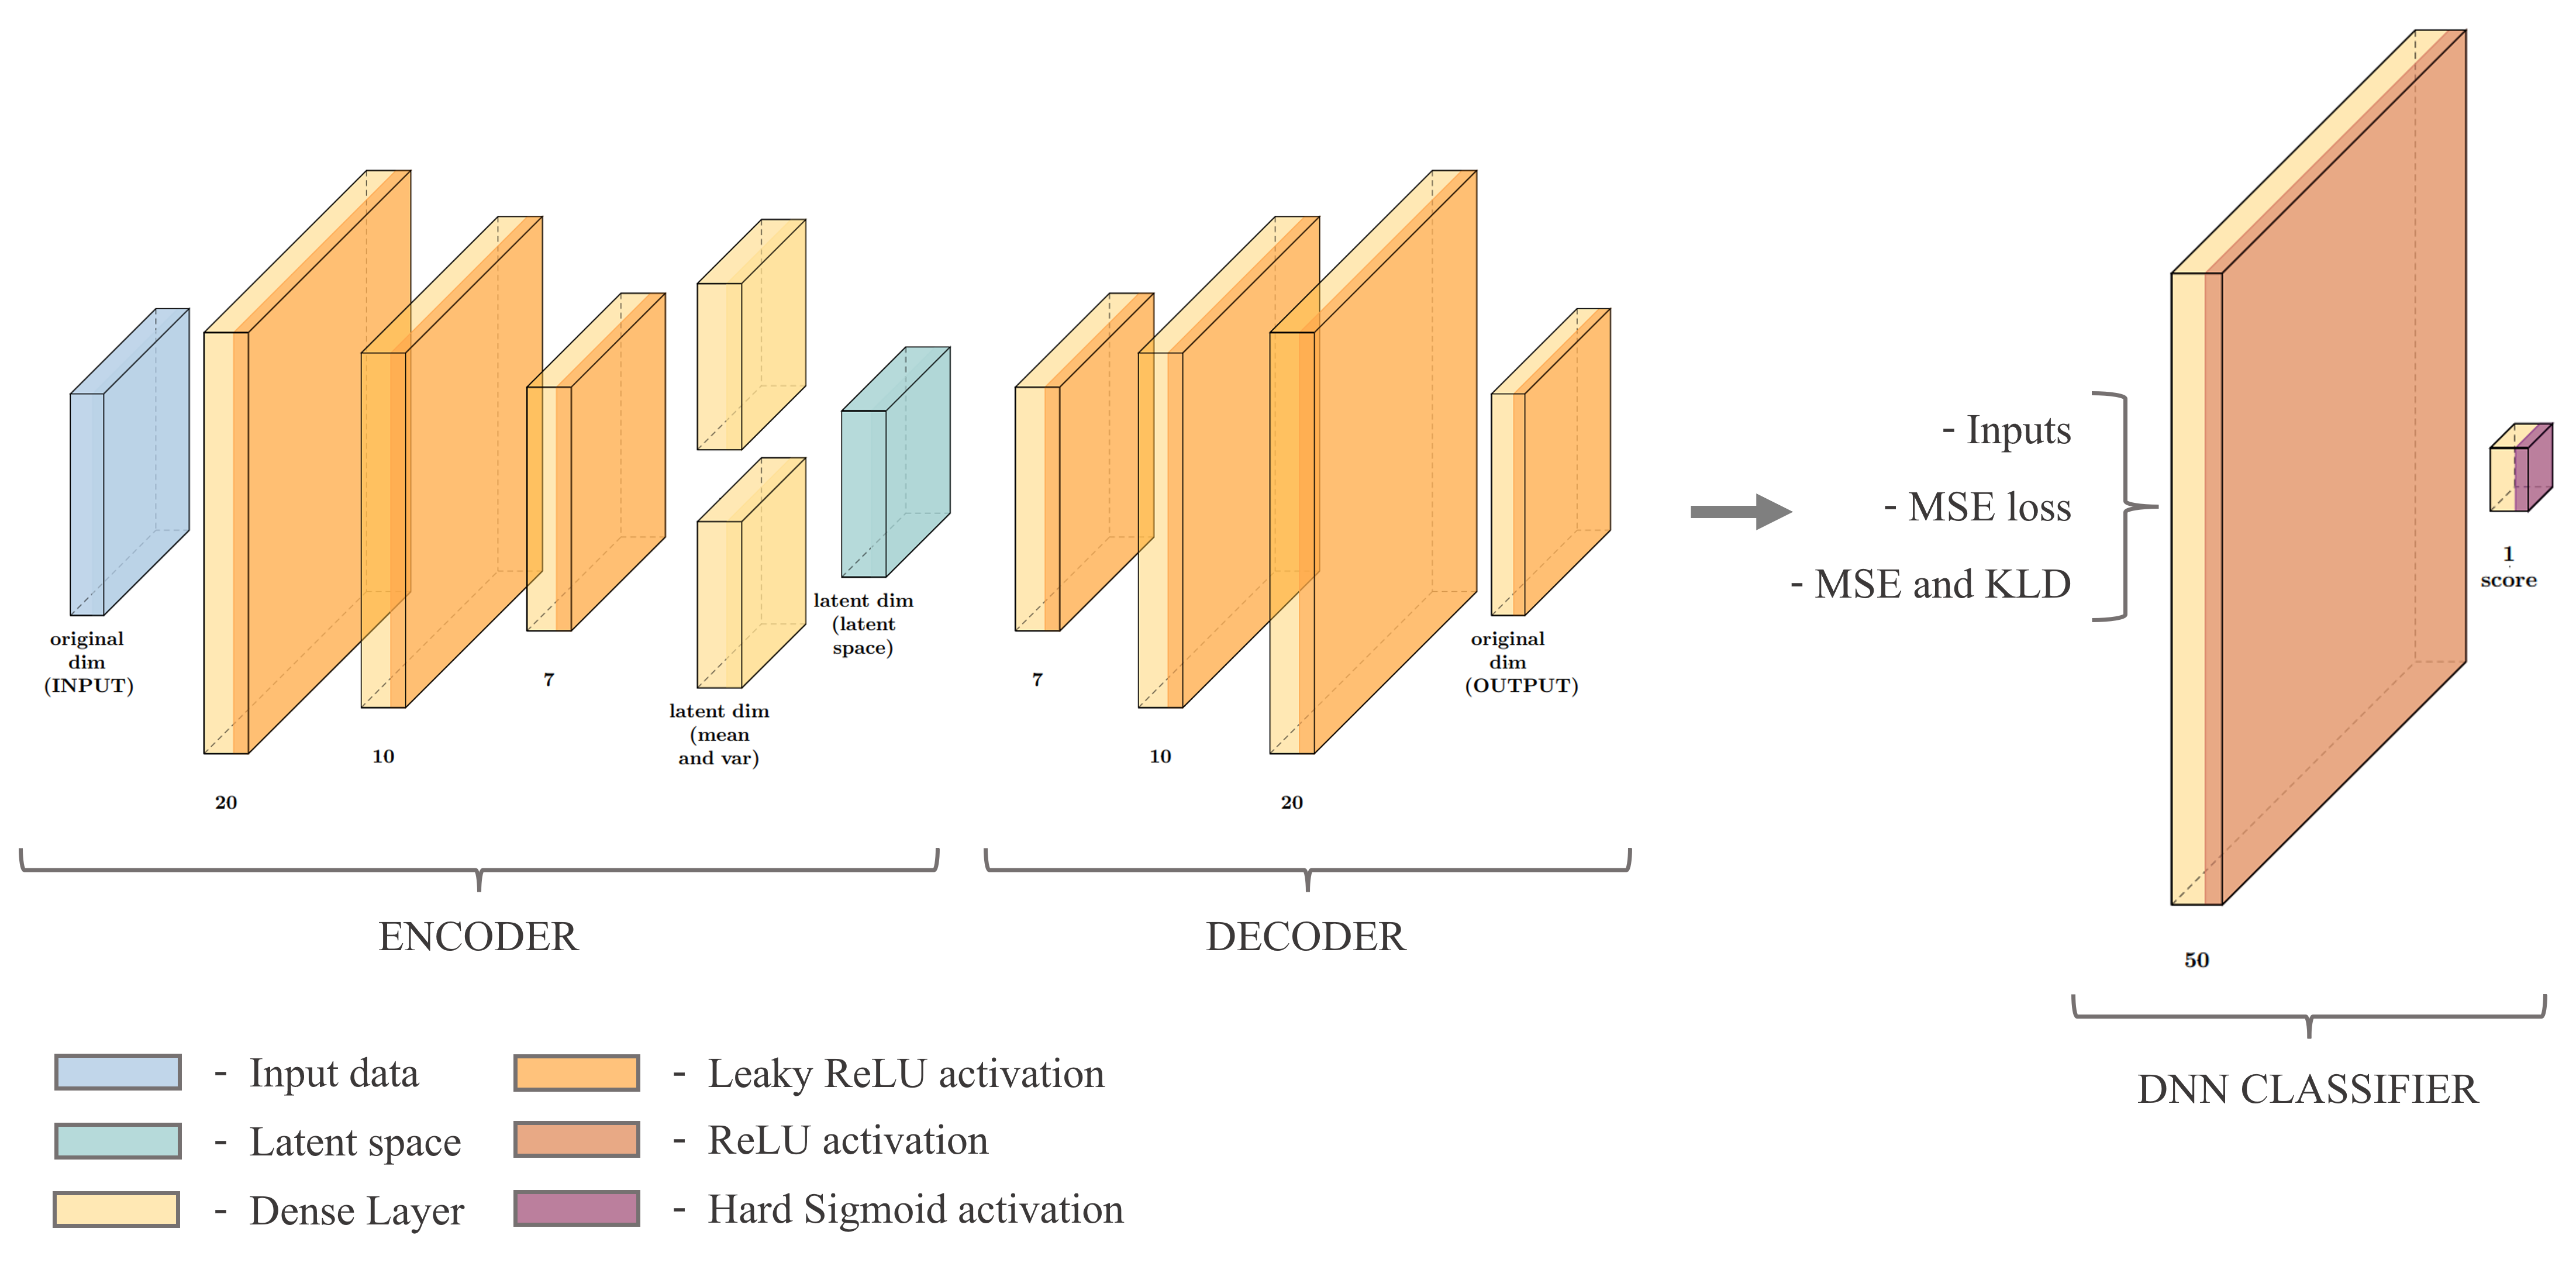 original
dim
(INPUT)
20
10
7
latent dim
(mean
and var)
latent dim
(latent
space)
7
10
20
original
dim
(OUTPUT)
ENCODER
DECODER
- Inputs
- MSE loss
- MSE and KLD
50
1
score
DNN CLASSIFIER
- Input data
- Latent space
- Dense Layer
- Leaky ReLU activation
- ReLU activation
- Hard Sigmoid activation